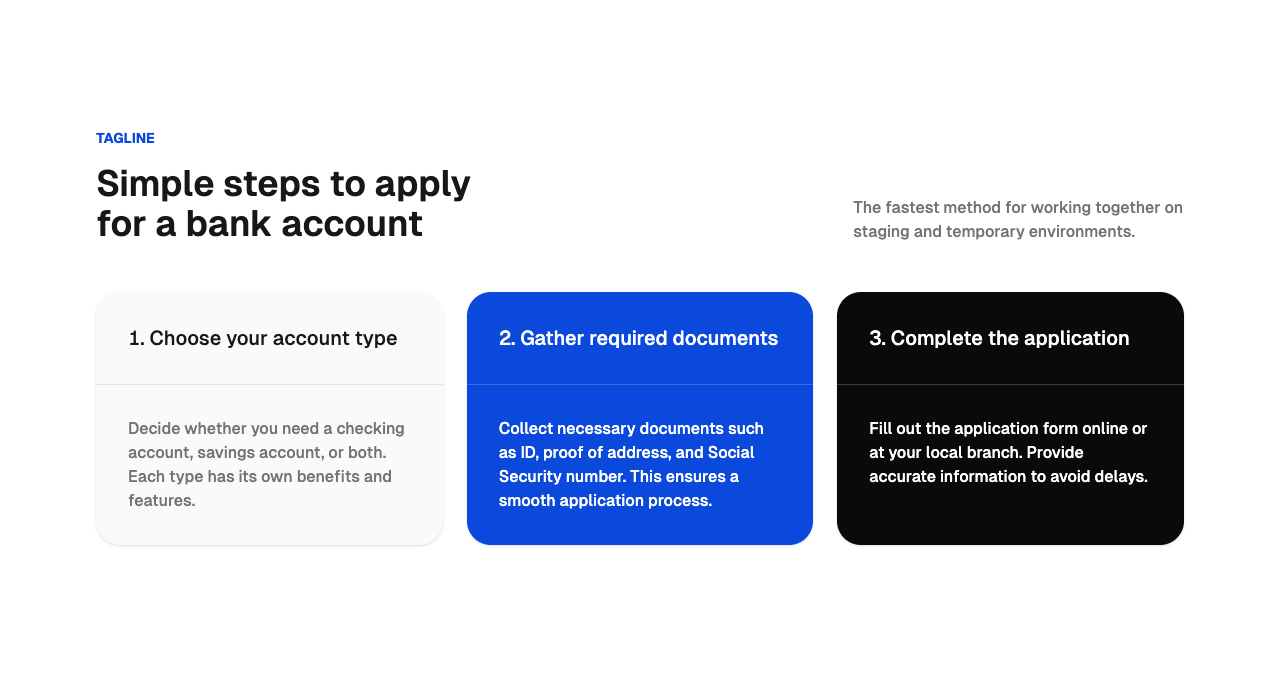 TAGLINE
Simple steps to apply
for a bank account
The fastest method for working together on
staging and temporary environments.
1. Choose your account type
Decide whether you need a checking
account, savings account, or both.
Each type has its own benefits and
features.
2. Gather required documents
Collect necessary documents such
as ID, proof of address, and Social
Security number. This ensures a
smooth application process.
3. Complete the application
Fill out the application form online or
at your local branch. Provide
accurate information to avoid delays.